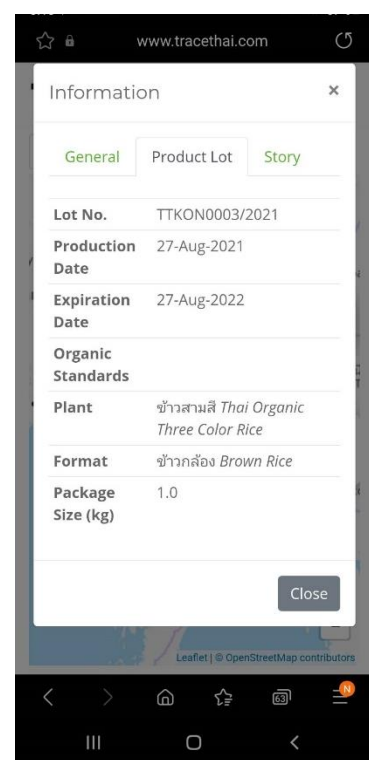 www.tracethai.com
Information
×
General
Product Lot
Story
Lot No.
TTKON0003/2021
Production
Date
27-Aug-2021
Expiration
Date
27-Aug-2022
Organic
Standards
Plant
ข้าวสามสี Thai Organic
Three Color Rice
Format
ข้าวกล้อง Brown Rice
Package
Size (kg)
1.0
Close
Leaflet | © OpenStreetMap contributors
63
N